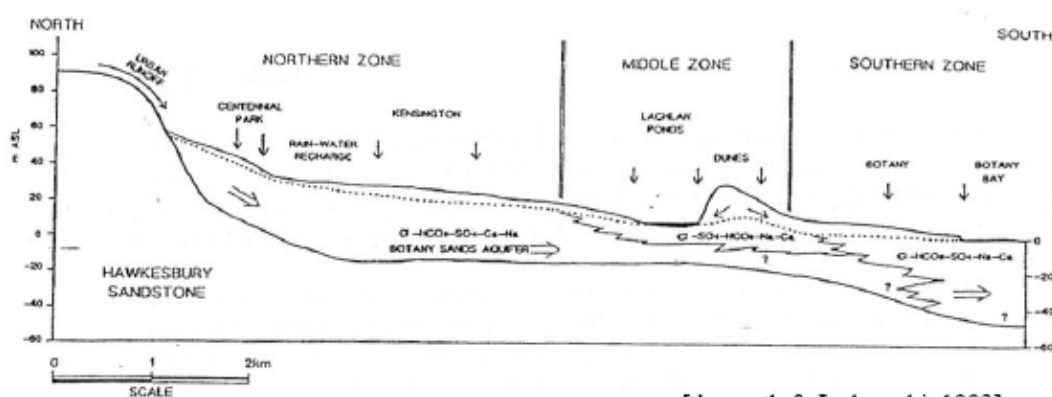 NORTH
SOUTH
100
80
60
40
20
0
-20
-40
-60
m ASL
URBAN
RUNOFF
NORTHERN ZONE
MIDDLE ZONE
SOUTHERN ZONE
CENTENNIAL
PARK
RAIN-WATER
RECHARGE
KENSINGTON
LACHLAR
PONDS
DUNES
BOTANY
BOTANY
BAY
Cl-HCO3-SO4-Ca-Na
BOTANY SANDS AQUIFER
Cl-SO4-HCO3-Na-Ca
?
Cl-HCO3-SO4-Na-Ca
?
?
HAWKESBURY
SANDSTONE
0
-20
-40
-60
0 1 2km
SCALE